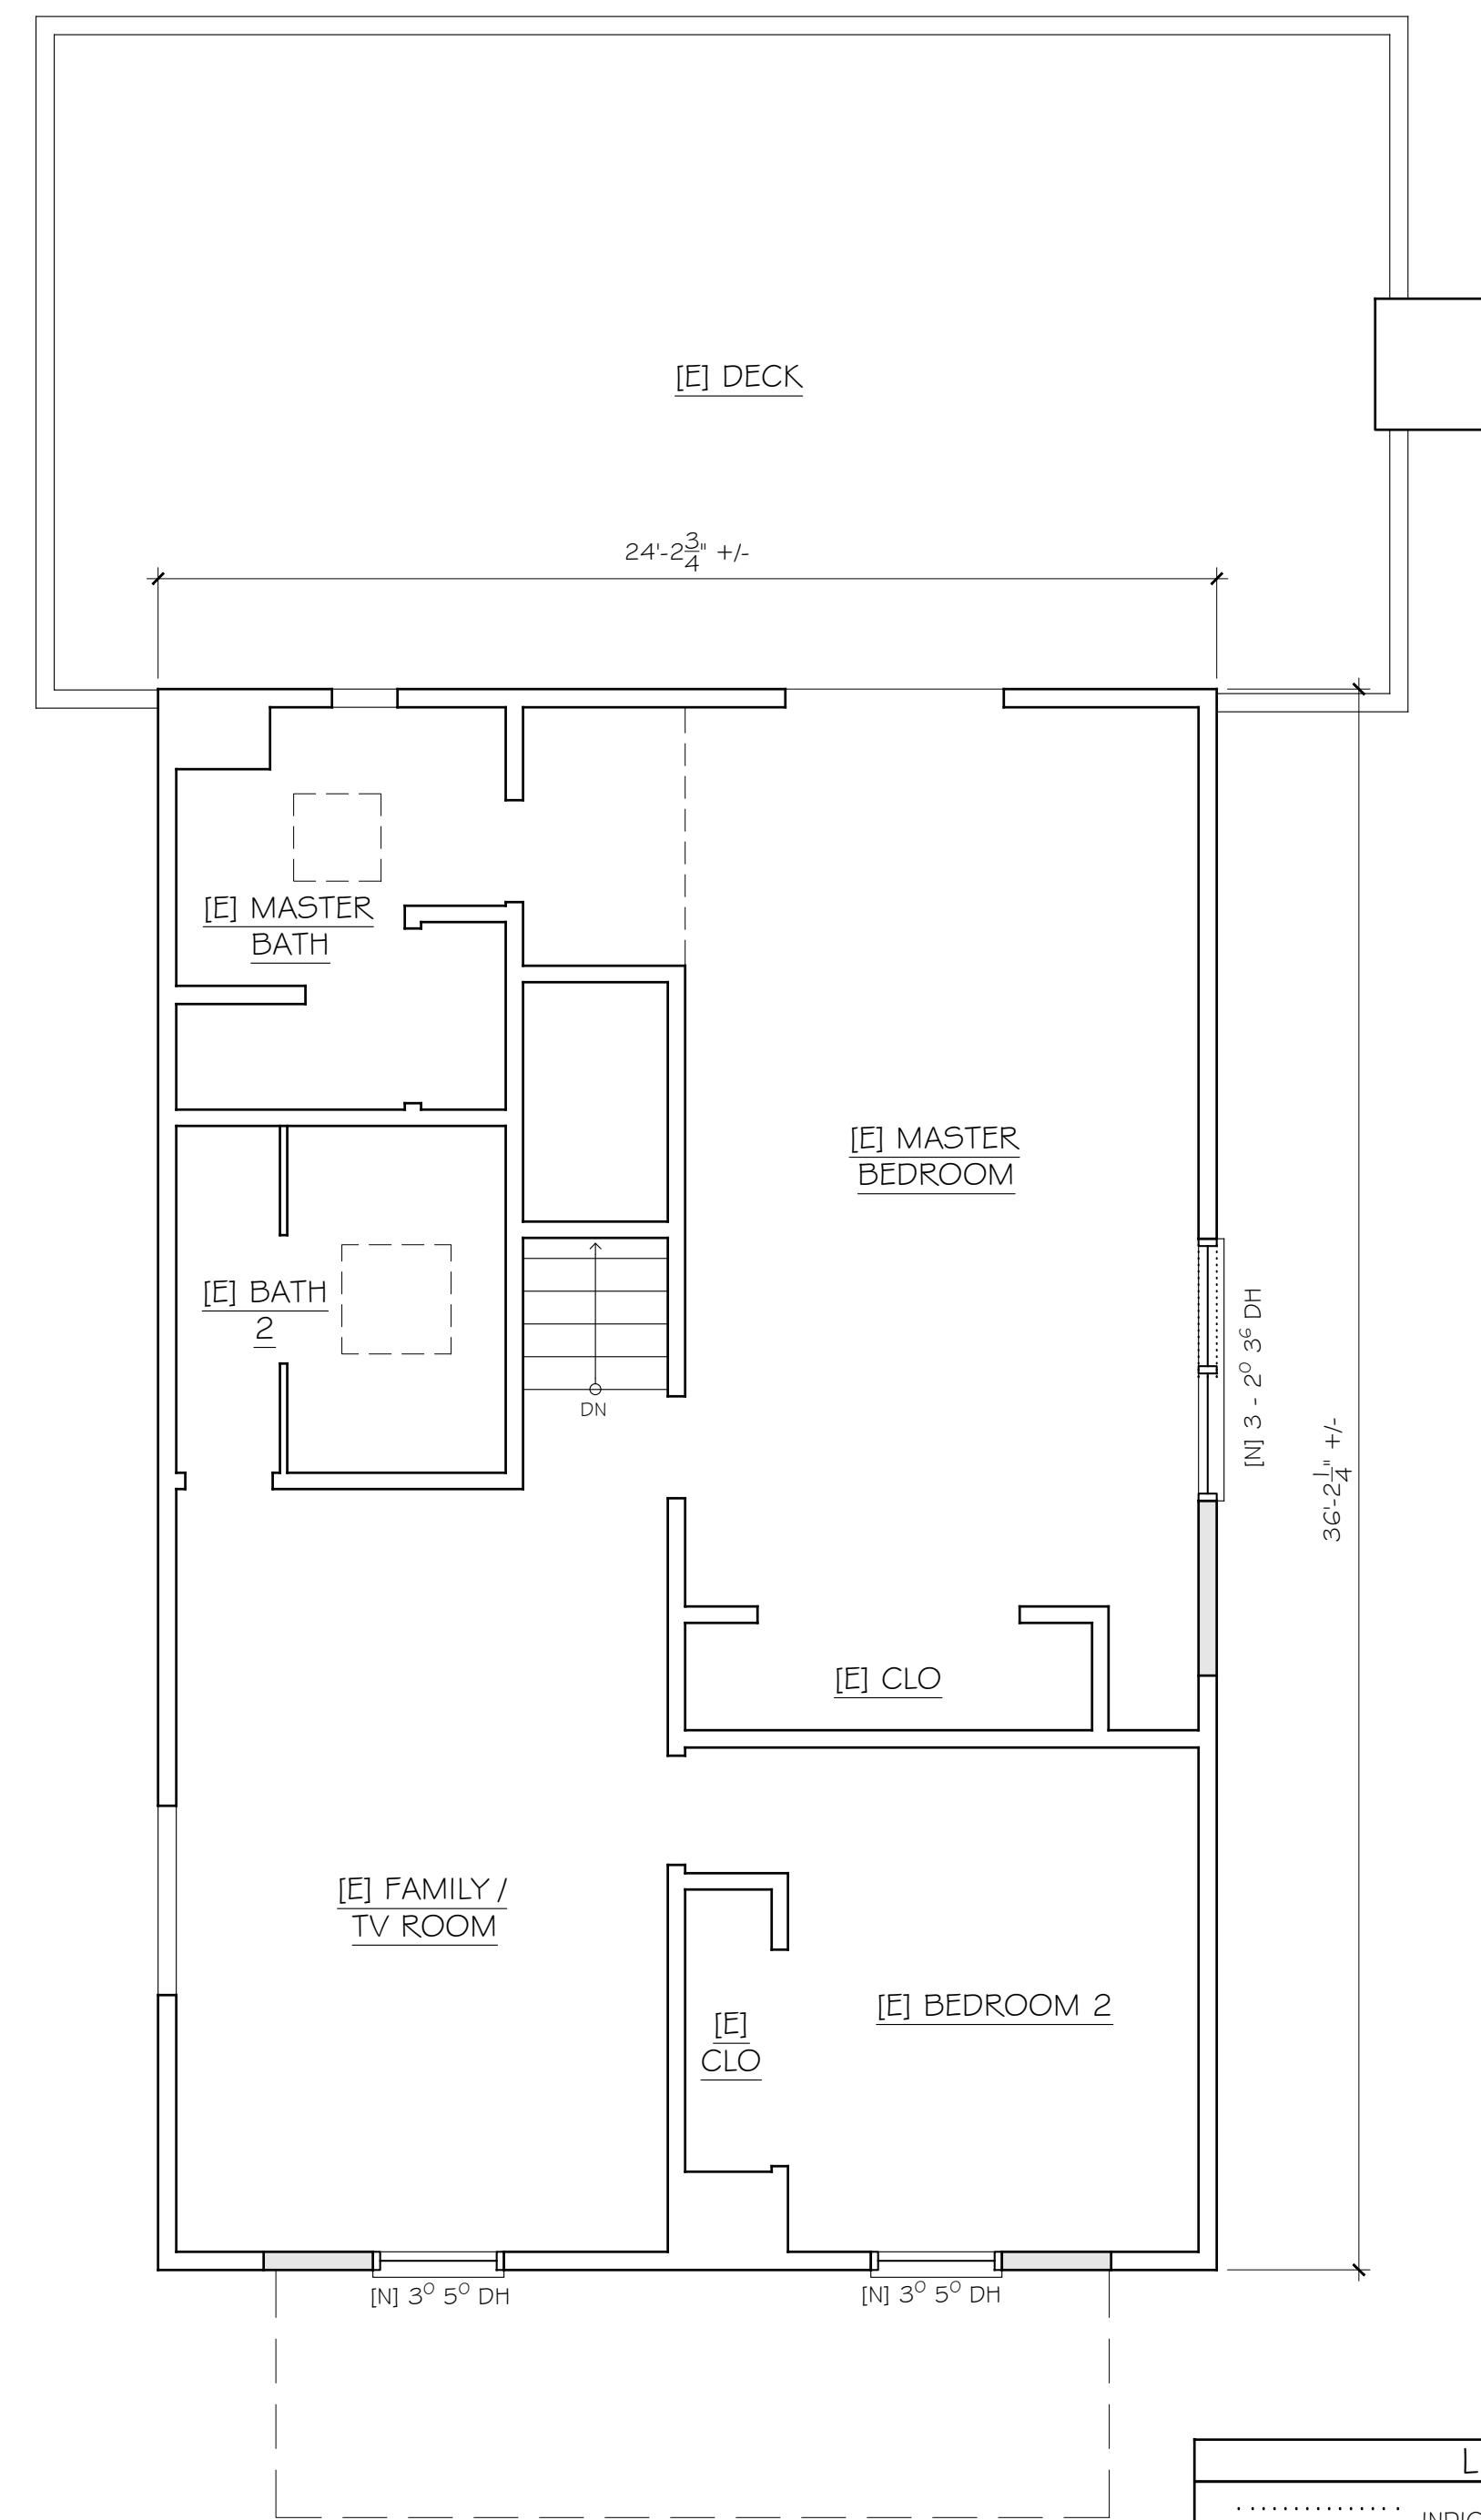 [E] DECK
24'-2 3/4" +/-
[E] MASTER
BATH
[E] MASTER
BEDROOM
[E] BATH
2
DN
[N] 3 - 2⁰ 3⁶ DH
36'-2 1/4" +/-
[E] CLO
[E] FAMILY /
TV ROOM
[E] BEDROOM 2
[E]
CLO
[N] 3⁰ 5⁰ DH
[N] 3⁰ 5⁰ DH
L